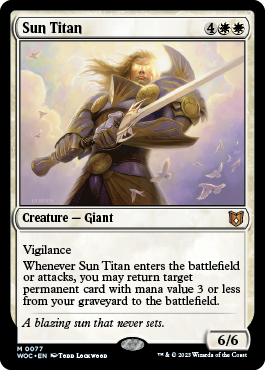 Sun Titan 4
Creature — Giant
Vigilance
Whenever Sun Titan enters the battlefield
or attacks, you may return target
permanent card with mana value 3 or less
from your graveyard to the battlefield.
A blazing sun that never sets.
6/6
M 0077
WOC • EN Todd Lockwood
™ & © 2023 Wizards of the Coast